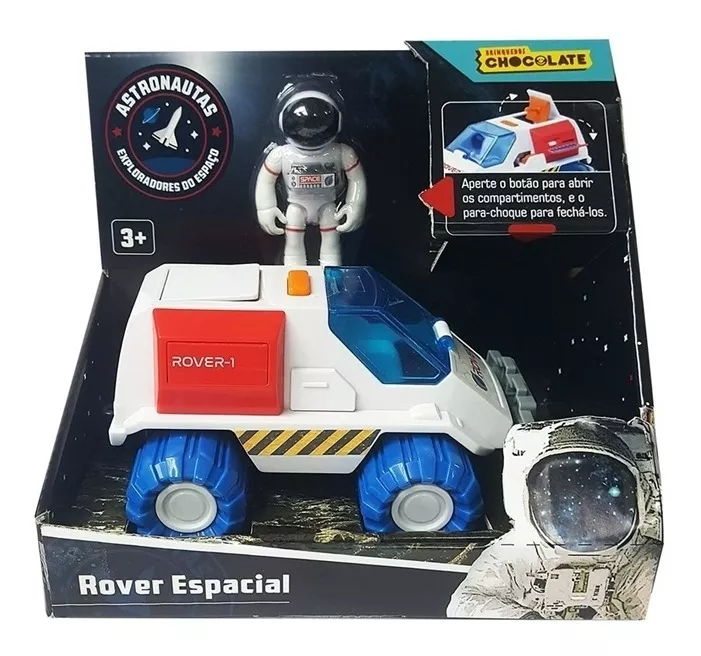 ASTRONAUTAS
EXPLORADORES DO ESPAÇO
3+
BRINQUEDOS
CHOCOLATE
Aperte o botão para abrir
os compartimentos, e o
para-choque para fechá-los.
SPACE
ROVER-1
Rover Espacial